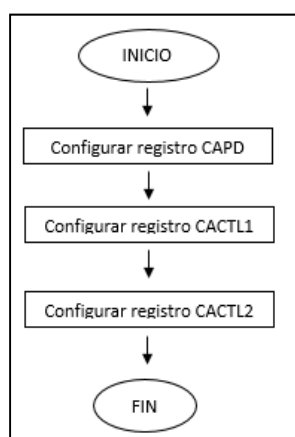 INICIO
Configurar registro CAPD
Configurar registro CACTL1
Configurar registro CACTL2
FIN